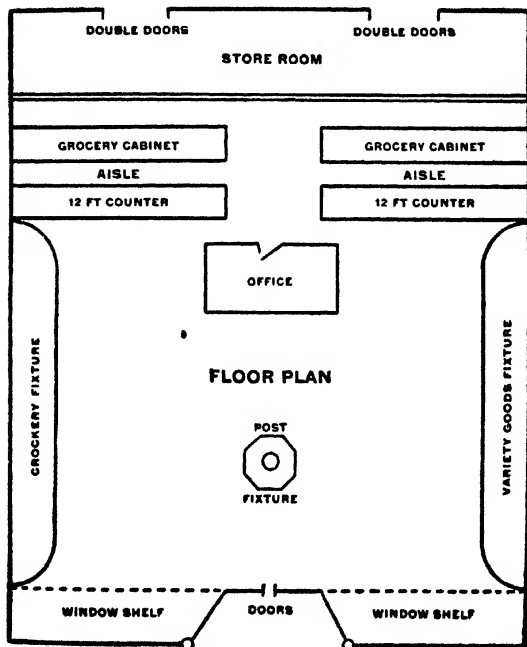 DOUBLE DOORS
DOUBLE DOORS
STORE ROOM
GROCERY CABINET
GROCERY CABINET
AISLE
AISLE
12 FT COUNTER
12 FT COUNTER
OFFICE
CROCKERY FIXTURE
FLOOR PLAN
VARIETY GOODS FIXTURE
POST
FIXTURE
WINDOW SHELF
DOORS
WINDOW SHELF